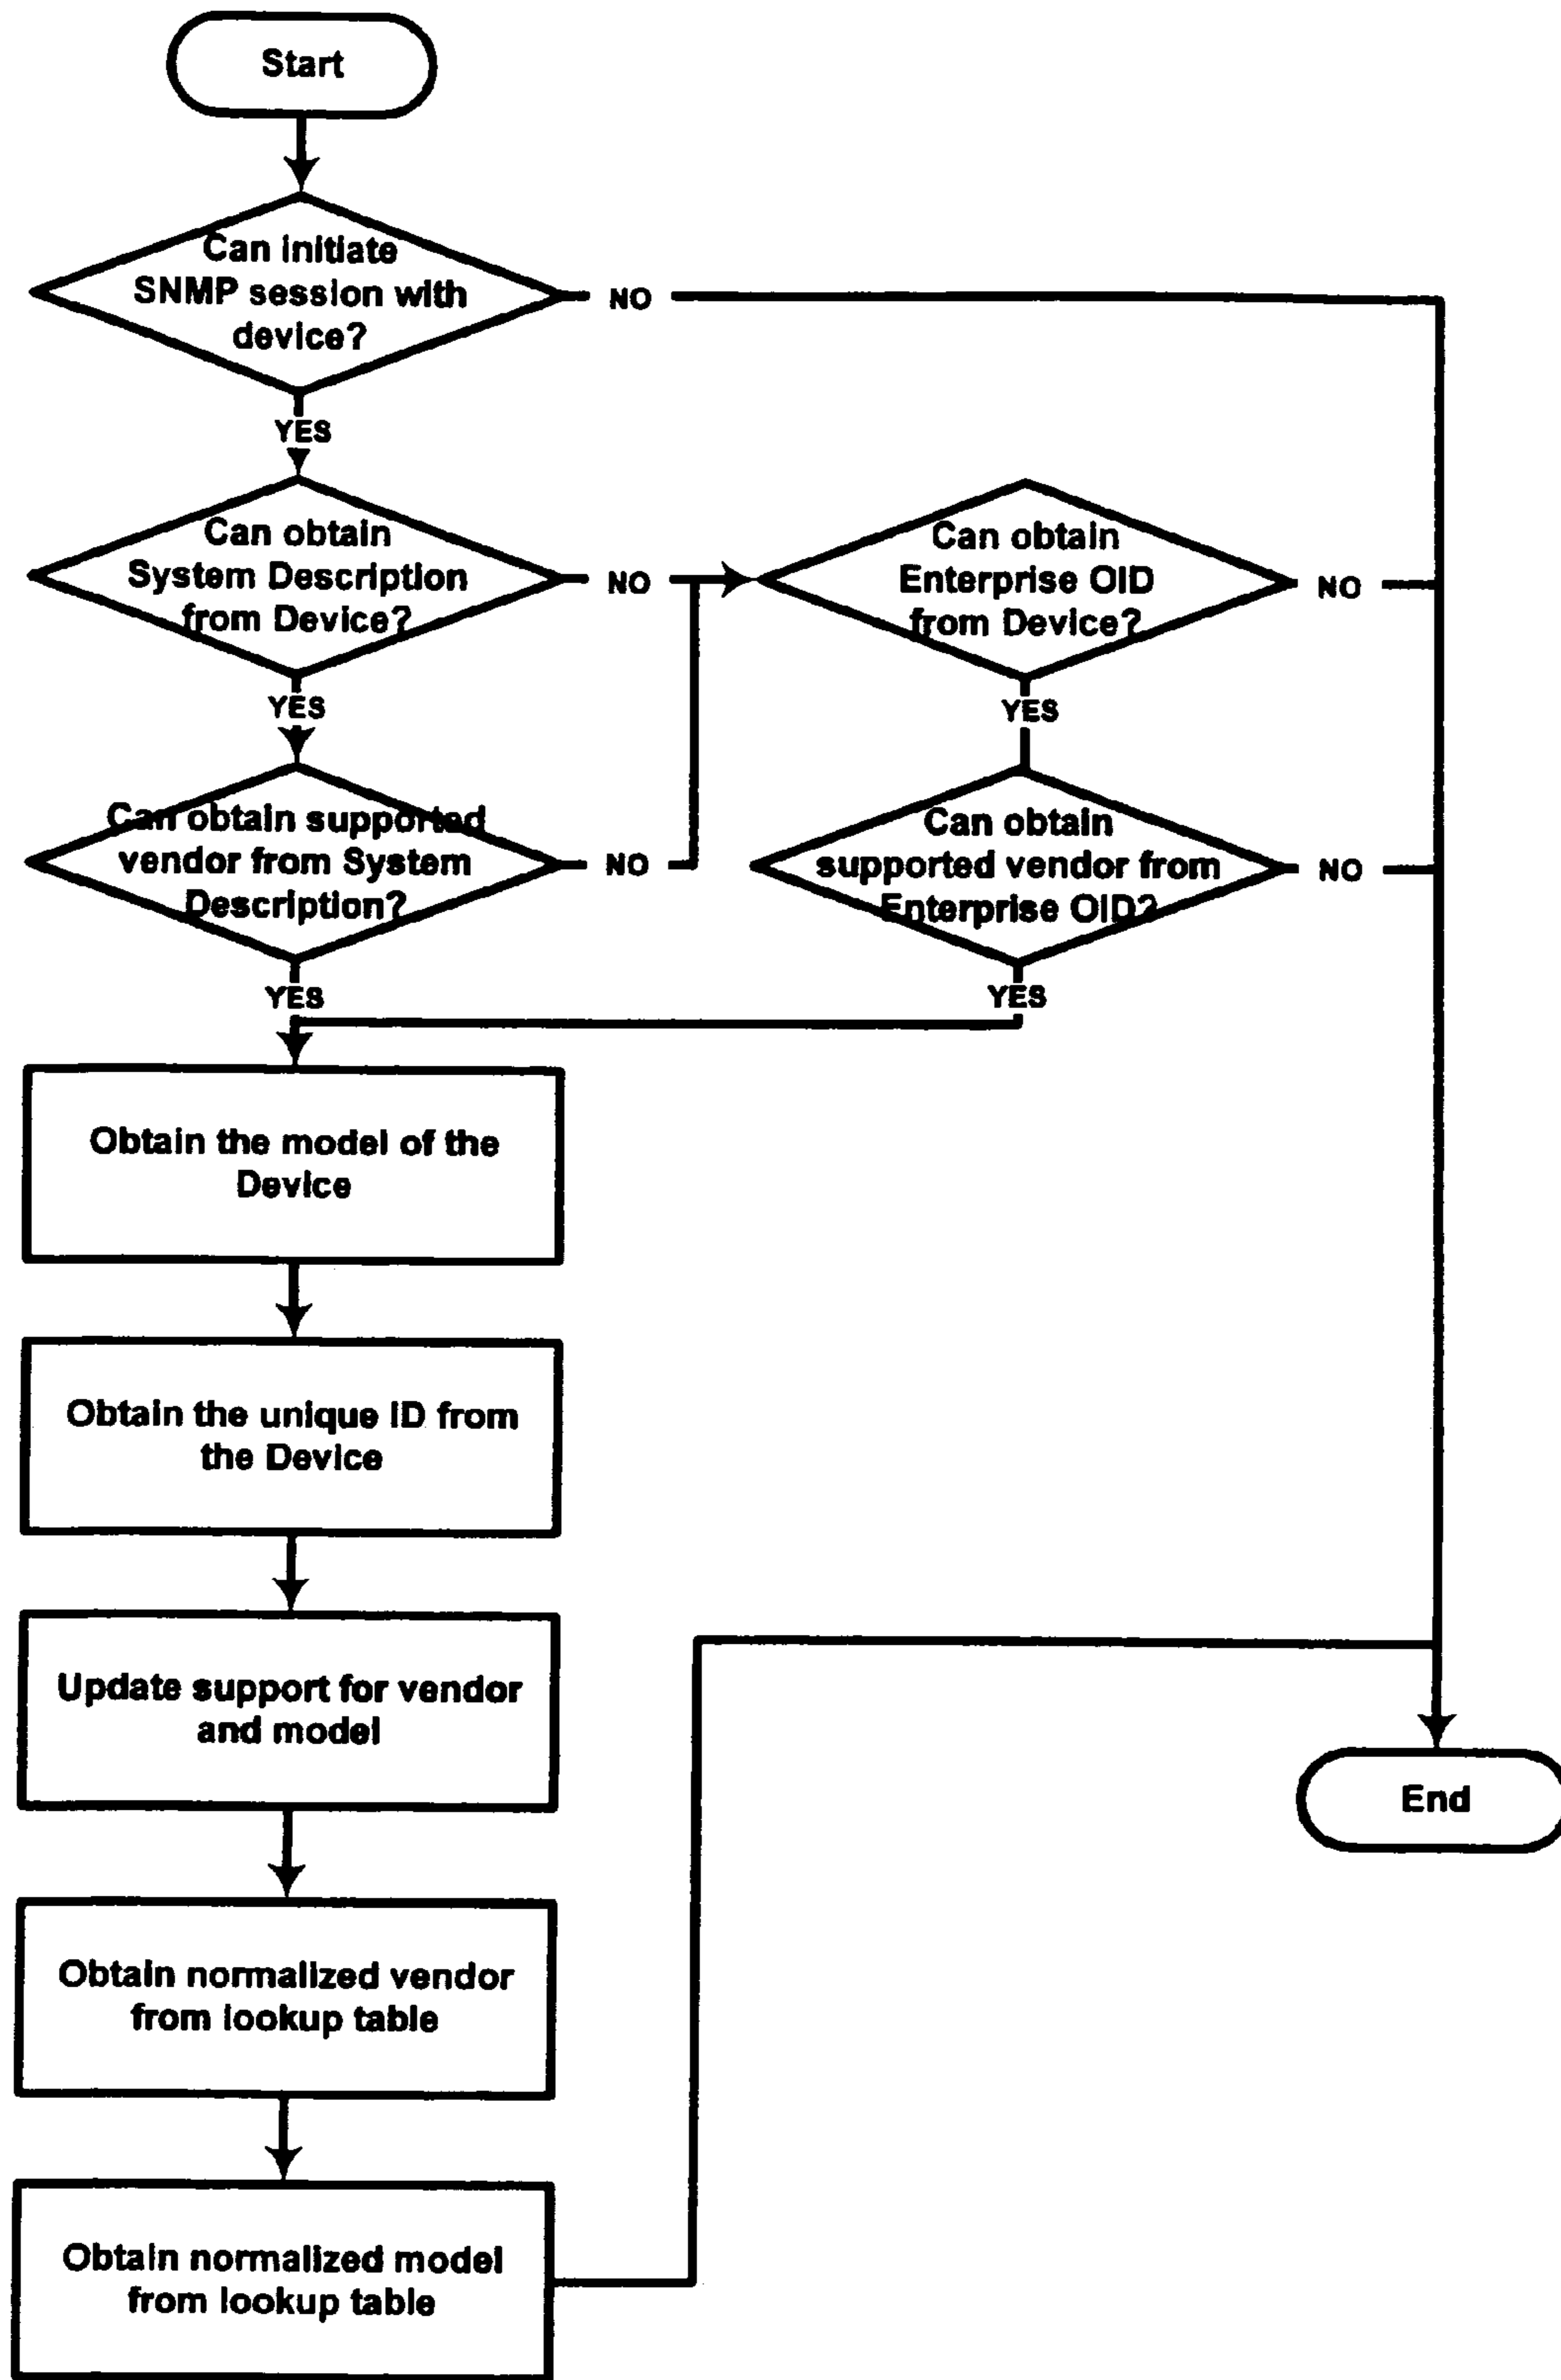 Start
Can initiate
SNMP session with
device?
NO
YES
Can obtain
System Description
from Device?
NO
Can obtain
Enterprise OID
from Device?
NO
YES
YES
Can obtain supported
vendor from System
Description?
NO
Can obtain
supported vendor from
Enterprise OID?
NO
YES
YES
Obtain the model of the
Device
Obtain the unique ID from
the Device
Update support for vendor
and model
End
Obtain normalized vendor
from lookup table
Obtain normalized model
from lookup table